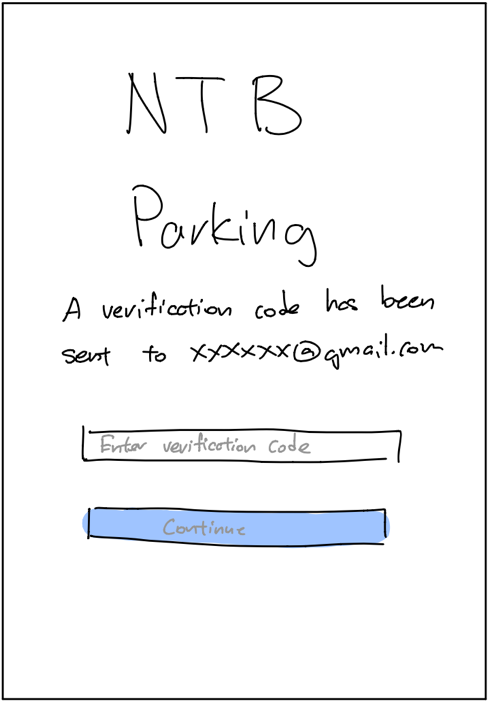 NTB
Parking
A verification code has been
sent to xxxxxx@gmail.com
Enter verification code
Continue